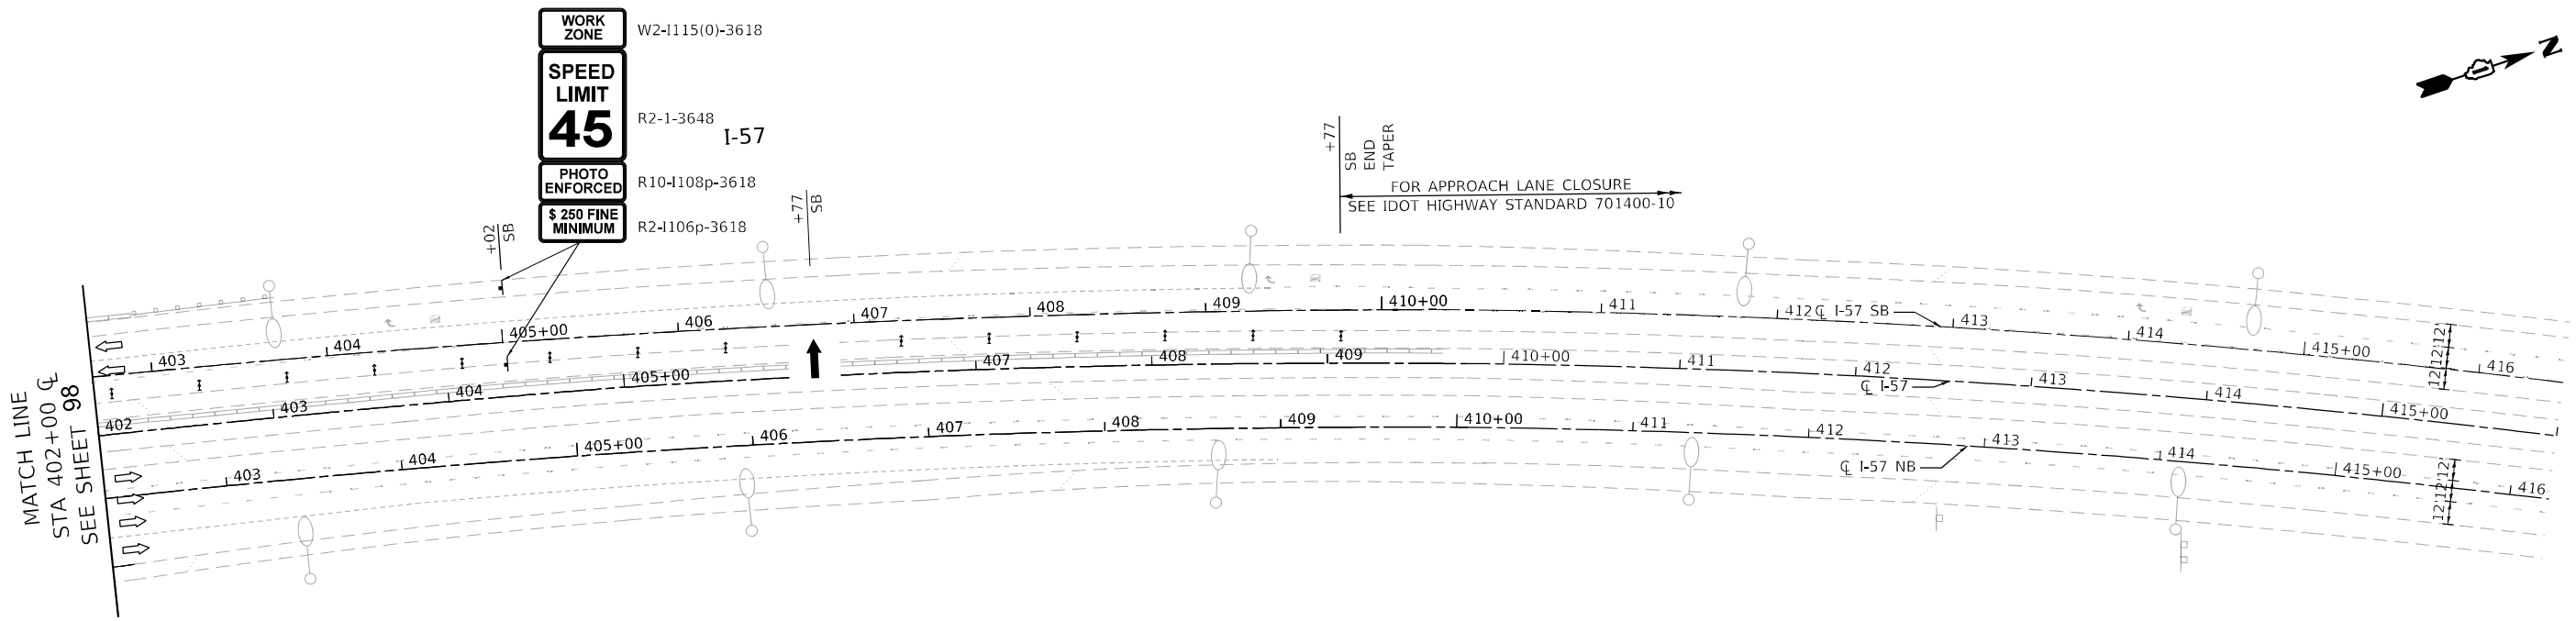 WORK
ZONE
W2-I115(0)-3618
SPEED
LIMIT
45
R2-1-3648
I-57
PHOTO
ENFORCED
R10-I108p-3618
$ 250 FINE
MINIMUM
R2-I106p-3618
N
+02
SB
+77
SB
+77
SB
END
TAPER
FOR APPROACH LANE CLOSURE
SEE IDOT HIGHWAY STANDARD 701400-10
MATCH LINE
STA 402+00 ℄
SEE SHEET 98
403
404
405+00
406
407
408
409
410+00
411
412
℄ I-57 SB
413
414
415+00
416
12'
12'
12'
402
403
404
405+00
407
408
409
410+00
411
412
℄ I-57
413
414
415+00
403
404
405+00
406
407
408
409
410+00
411
412
℄ I-57 NB
413
414
415+00
416
12'
12'
12'